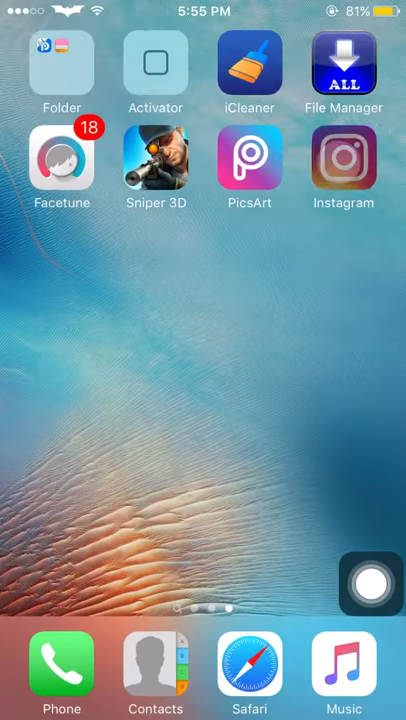 5:55 PM 81%
Folder Activator iCleaner File Manager
ALL
18
Facetune Sniper 3D PicsArt Instagram
Phone Contacts Safari Music